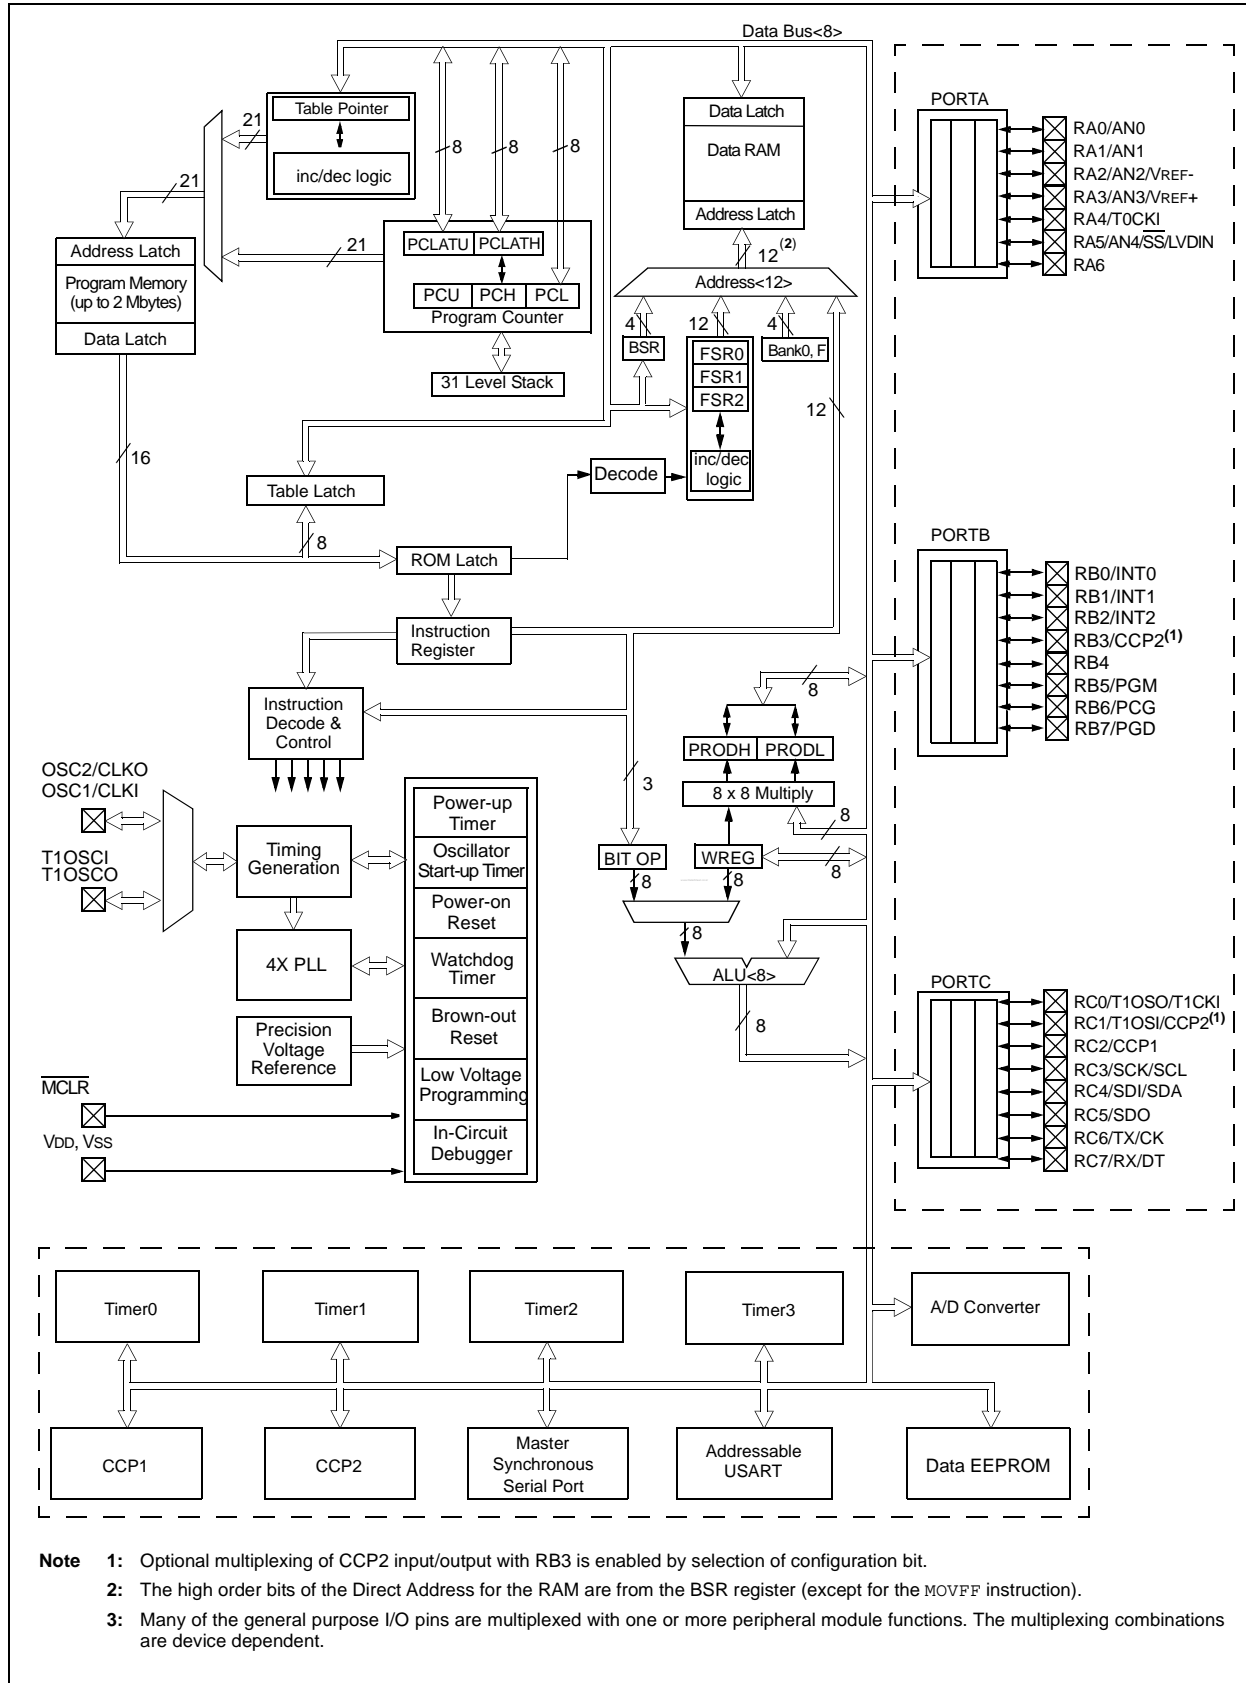 Data Bus<8>
PORTA
Table Pointer
21
inc/dec logic
21
8
8
8
Data Latch
Data RAM
Address Latch
RA0/AN0
RA1/AN1
RA2/AN2/VREF-
RA3/AN3/VREF+
RA4/T0CKI
RA5/AN4/SS/LVDIN
RA6
Address Latch
Program Memory
(up to 2 Mbytes)
Data Latch
21
PCLATU
PCLATH
PCU
PCH
PCL
Program Counter
31 Level Stack
12(2)
Address<12>
4
12
4
BSR
FSR0
FSR1
FSR2
inc/dec
logic
Bank0, F
12
16
Decode
Table Latch
8
ROM Latch
Instruction
Register
PORTB
RB0/INT0
RB1/INT1
RB2/INT2
RB3/CCP2(1)
RB4
RB5/PGM
RB6/PCG
RB7/PGD
Instruction
Decode &
Control
8
PRODH
PRODL
8 x 8 Multiply
3
8
BIT OP
WREG
8
8
8
8
ALU<8>
8
OSC2/CLKO
OSC1/CLKI
T1OSCI
T1OSCO
Timing
Generation
4X PLL
Precision
Voltage
Reference
MCLR
VDD, VSS
Power-up
Timer
Oscillator
Start-up Timer
Power-on
Reset
Watchdog
Timer
Brown-out
Reset
Low Voltage
Programming
In-Circuit
Debugger
PORTC
RC0/T1OSO/T1CKI
RC1/T1OSI/CCP2(1)
RC2/CCP1
RC3/SCK/SCL
RC4/SDI/SDA
RC5/SDO
RC6/TX/CK
RC7/RX/DT
Timer0
Timer1
Timer2
Timer3
A/D Converter
CCP1
CCP2
Master
Synchronous
Serial Port
Addressable
USART
Data EEPROM
Note 1: Optional multiplexing of CCP2 input/output with RB3 is enabled by selection of configuration bit.
2: The high order bits of the Direct Address for the RAM are from the BSR register (except for the MOVFF instruction).
3: Many of the general purpose I/O pins are multiplexed with one or more peripheral module functions. The multiplexing combinations
are device dependent.